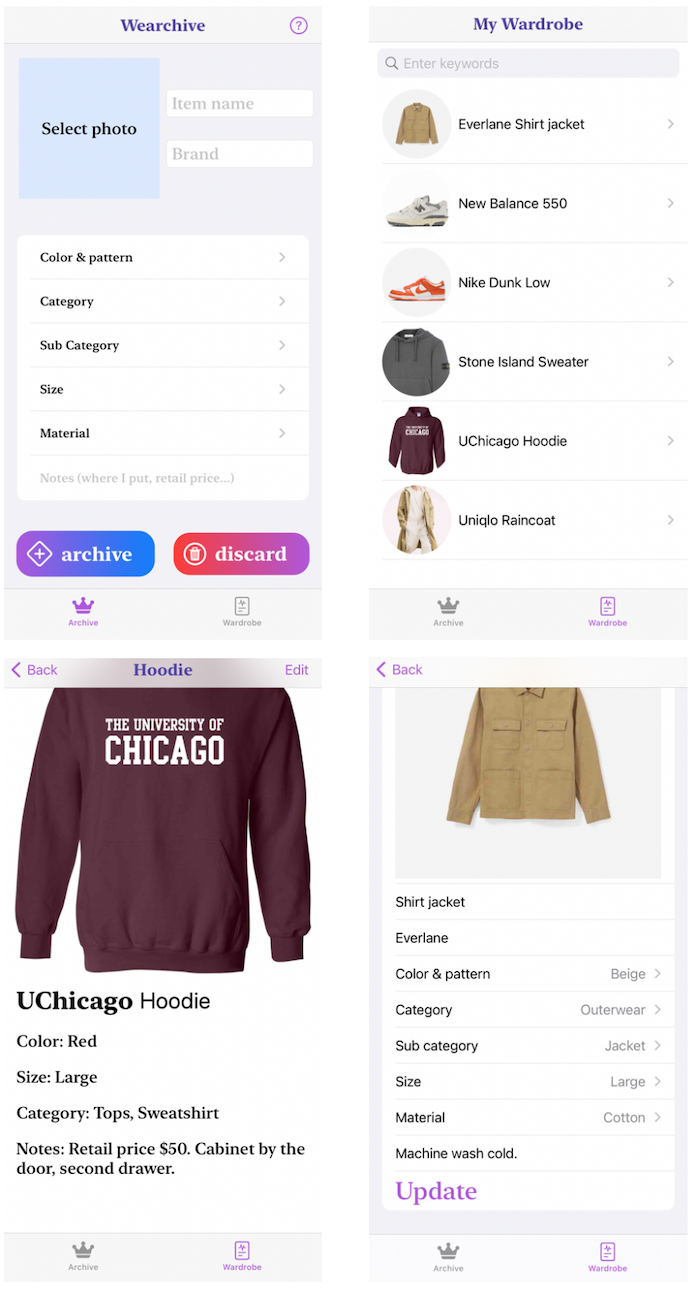 Wearchive
?
Select photo
Item name
Brand
Color & pattern
Category
Sub Category
Size
Material
Notes (where I put, retail price...)
archive
discard
Archive
Wardrobe
My Wardrobe
Enter keywords
Everlane Shirt jacket
New Balance 550
Nike Dunk Low
Stone Island Sweater
THE UNIVERSITY OF
CHICAGO
UChicago Hoodie
Uniqlo Raincoat
Archive
Wardrobe
Back
Hoodie
Edit
THE UNIVERSITY OF
CHICAGO
UChicago Hoodie
Color: Red
Size: Large
Category: Tops, Sweatshirt
Notes: Retail price $50. Cabinet by the
door, second drawer.
Archive
Wardrobe
Back
Shirt jacket
Everlane
Color & pattern Beige
Category Outerwear
Sub category Jacket
Size Large
Material Cotton
Machine wash cold.
Update
Archive
Wardrobe